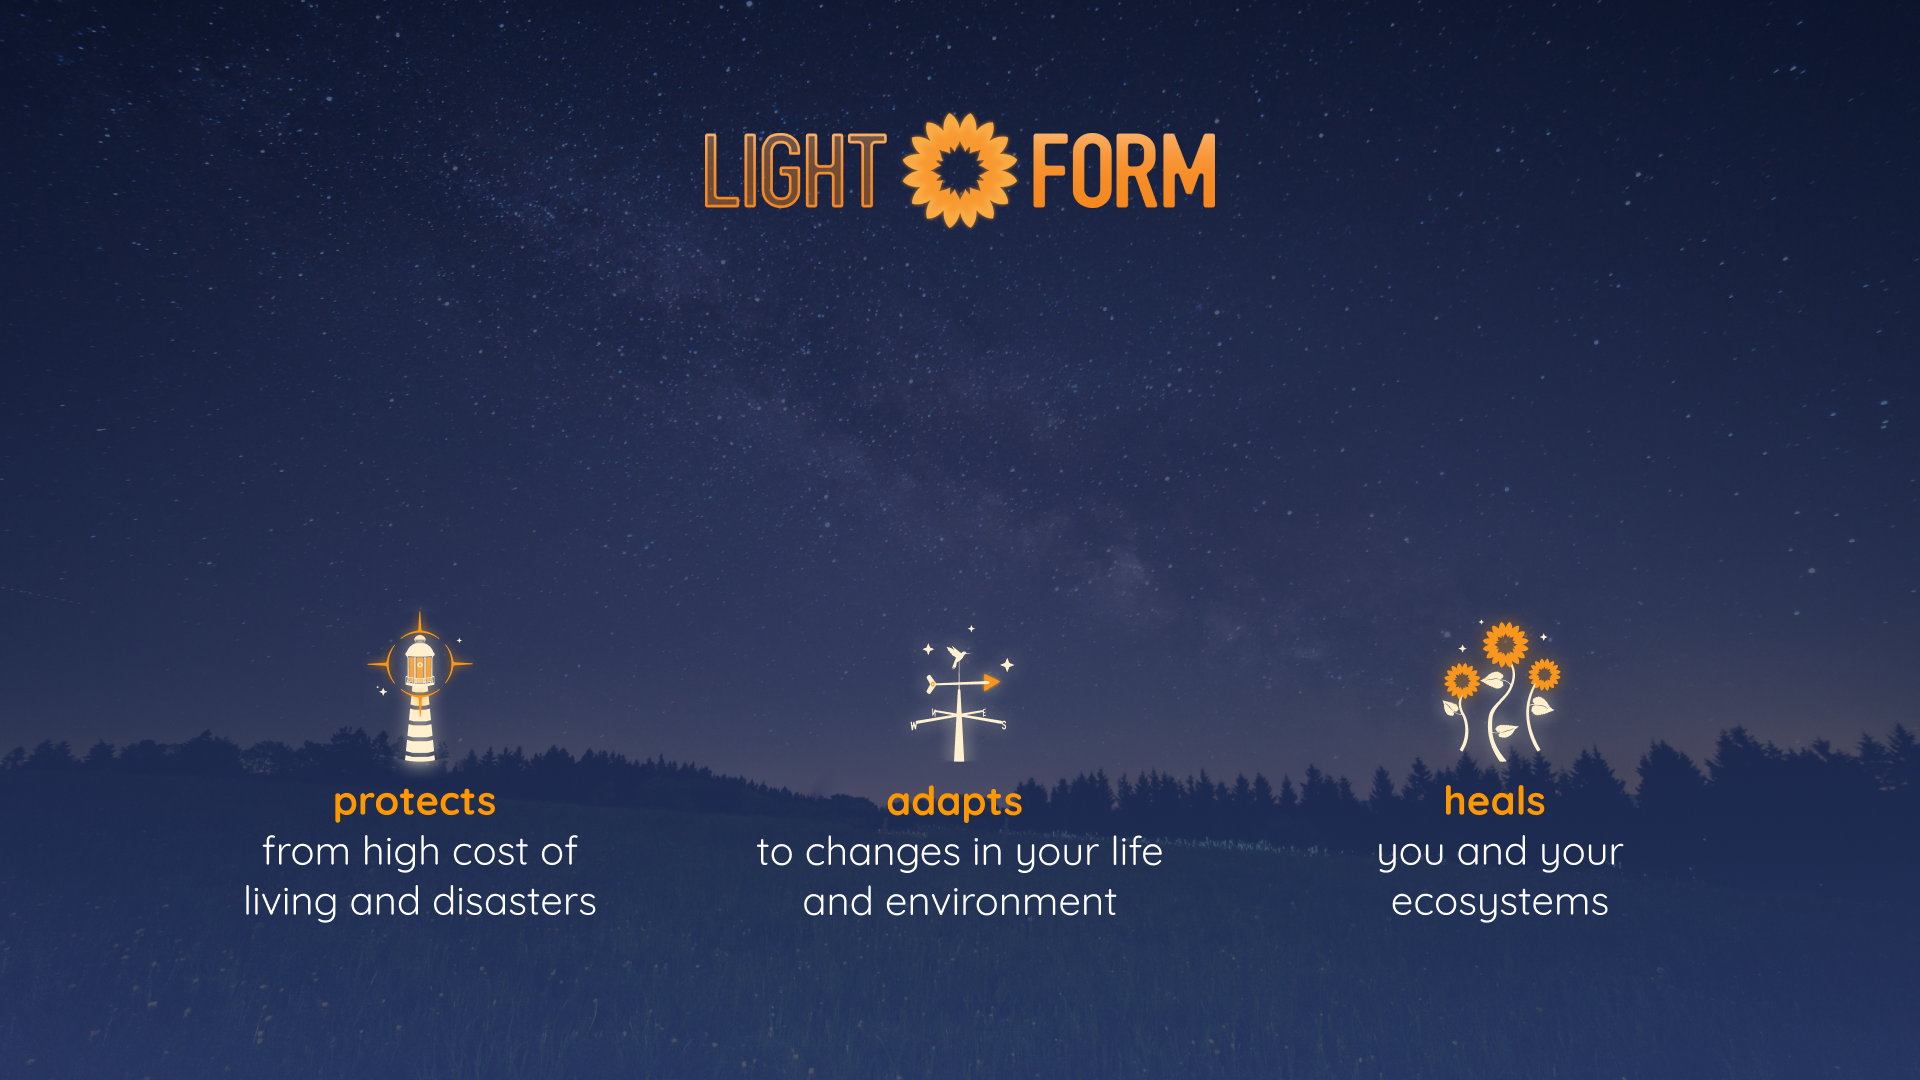 LIGHT FORM
protects
from high cost of
living and disasters
W N E S
adapts
to changes in your life
and environment
heals
you and your
ecosystems